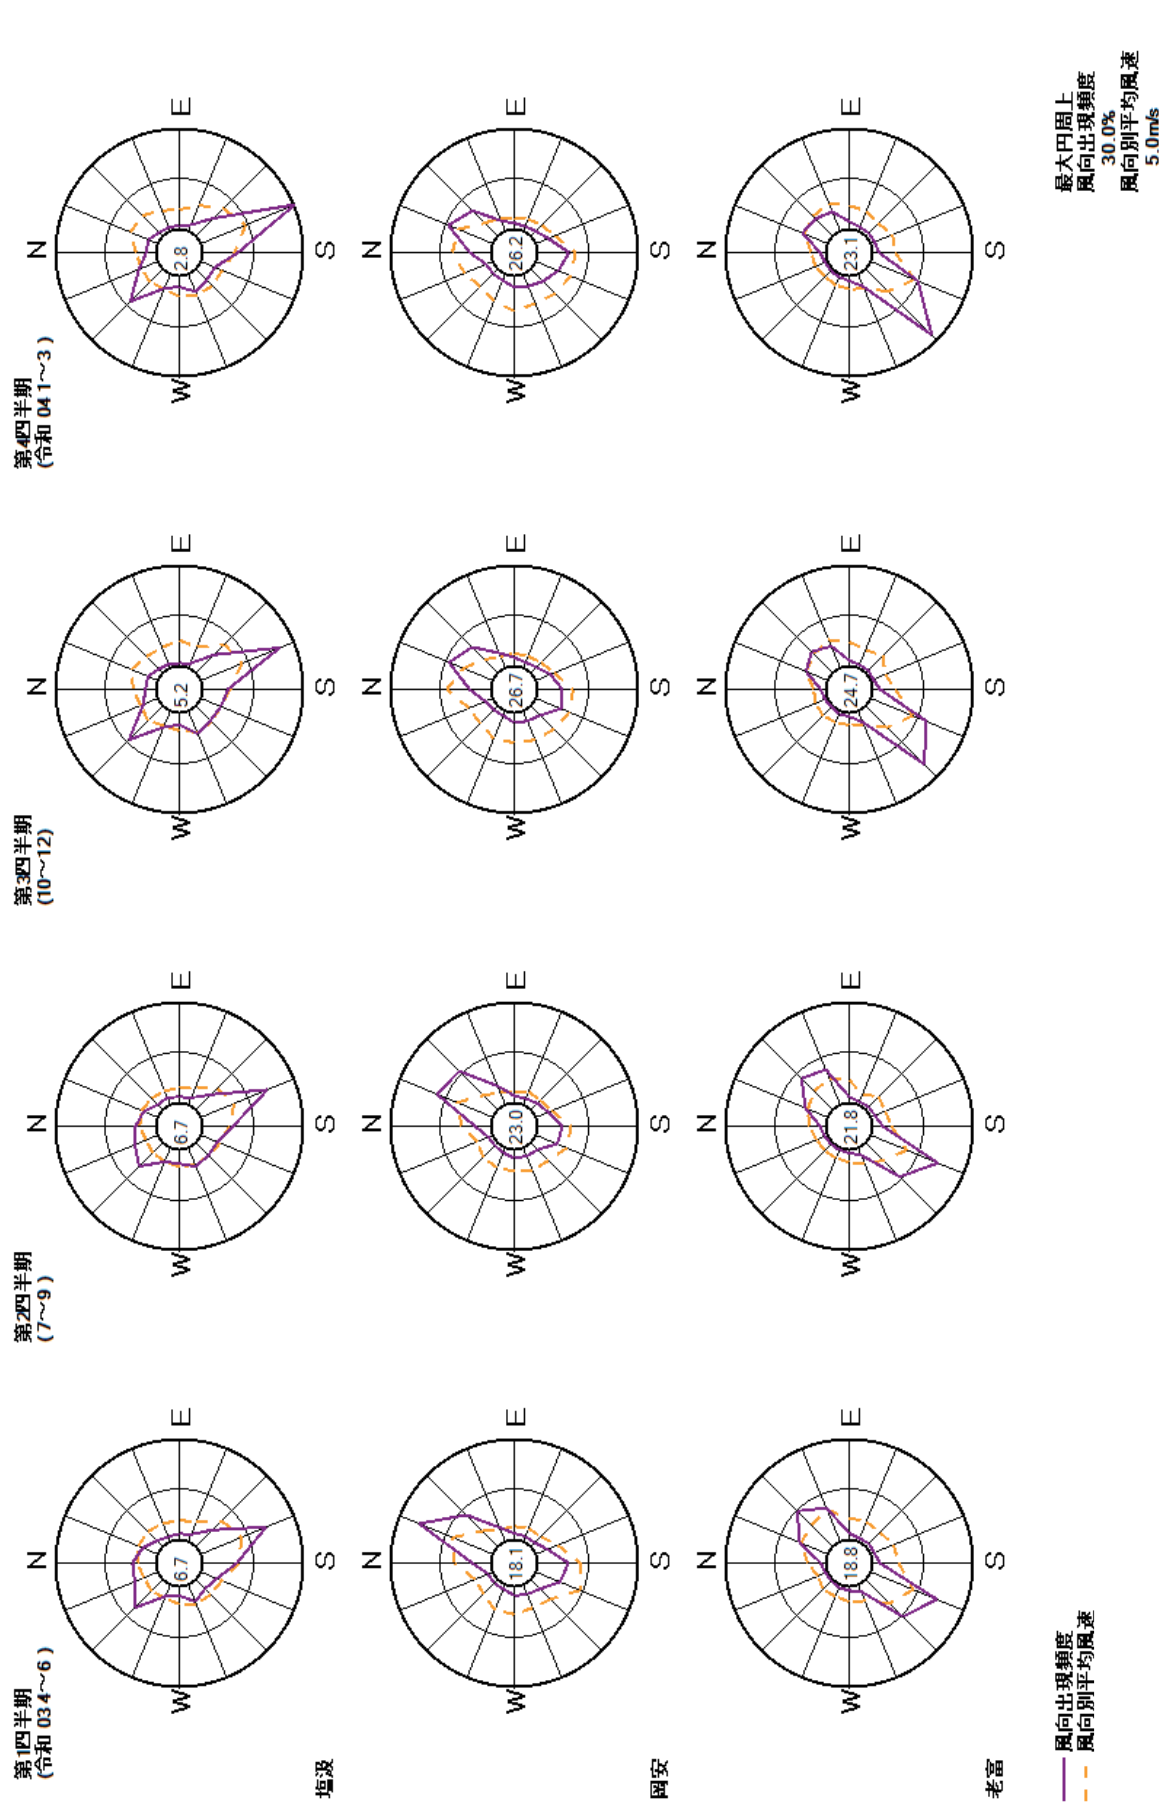 第1四半期
(令和 03 4～6 )
第2四半期
(7～9 )
第3四半期
(10～12)
第4四半期
(令和 04 1～3 )
塩汲
N
W 6.7 E
S
N
W 6.7 E
S
N
W 5.2 E
S
N
W 2.8 E
S
岡安
N
W 18.1 E
S
N
W 23.0 E
S
N
W 26.7 E
S
N
W 26.2 E
S
老富
N
W 18.8 E
S
N
W 21.8 E
S
N
W 24.7 E
S
N
W 23.1 E
S
風向出現頻度
風向別平均風速
最大円周上
風向出現頻度
30.0%
風向別平均風速
5.0m/s